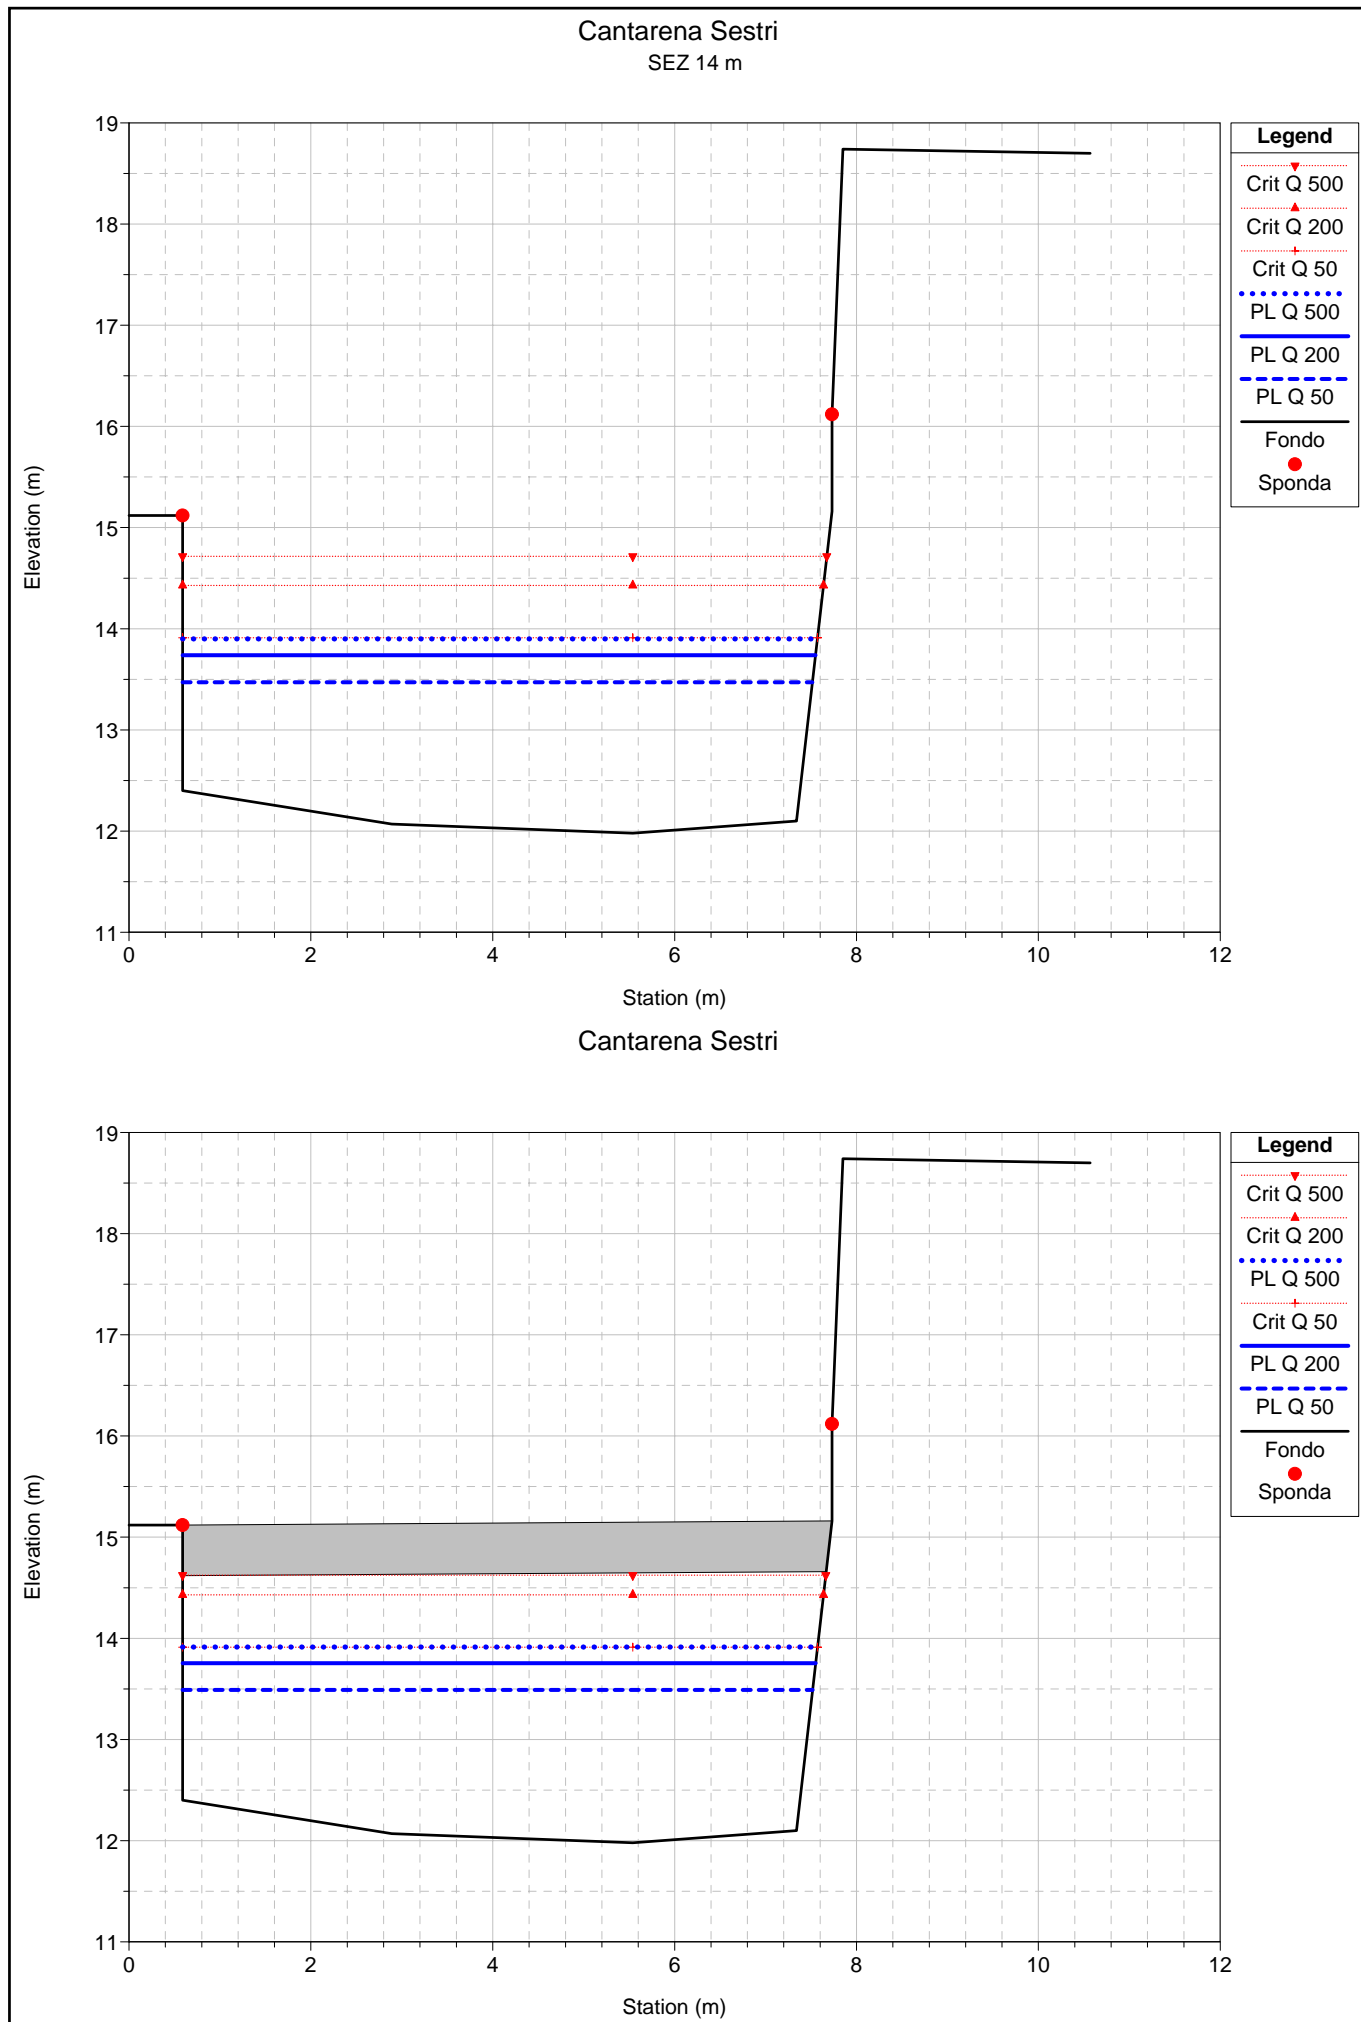 Cantarena Sestri
SEZ 14 m
19
18
17
16
15
14
13
12
11
Elevation (m)
0 2 4 6 8 10 12
Station (m)
Legend
Crit Q 500
Crit Q 200
Crit Q 50
PL Q 500
PL Q 200
PL Q 50
Fondo
Sponda
Cantarena Sestri
19
18
17
16
15
14
13
12
11
Elevation (m)
0 2 4 6 8 10 12
Station (m)
Legend
Crit Q 500
Crit Q 200
PL Q 500
Crit Q 50
PL Q 200
PL Q 50
Fondo
Sponda